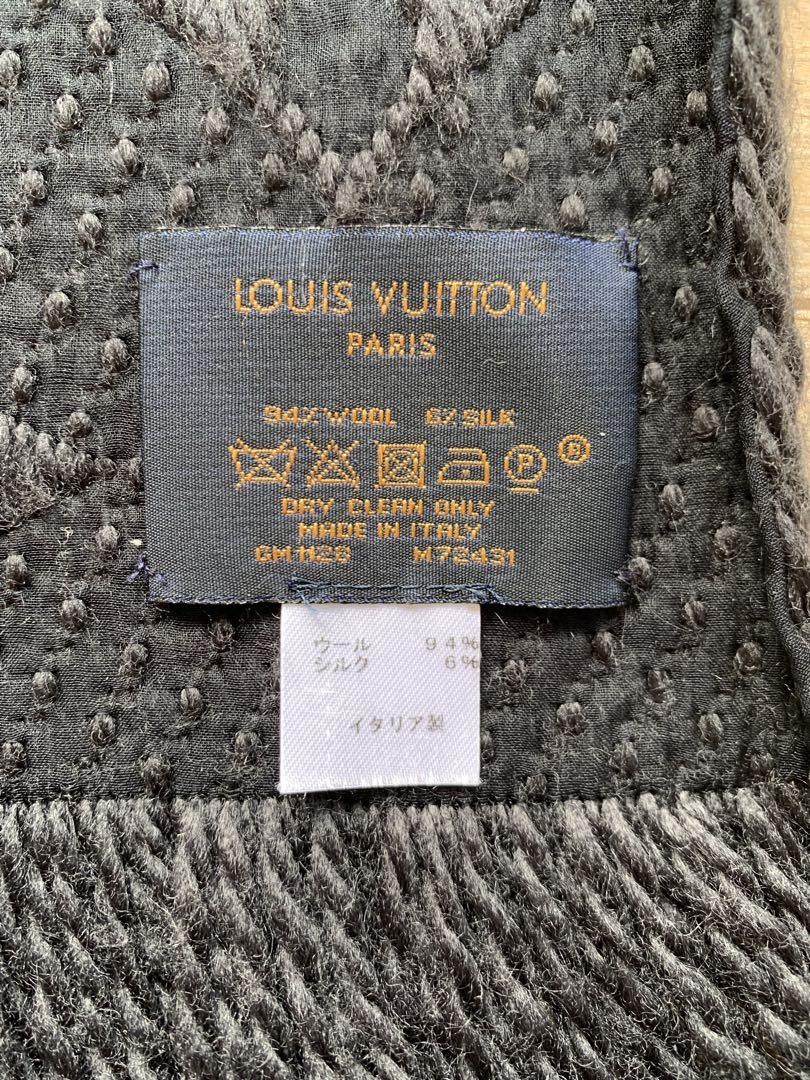 LOUIS VUITTON
PARIS
94% WOOL 6% SILK
P ®
DRY CLEAN ONLY
MADE IN ITALY
GM1128 M72431
ウール 94%
シルク 6%
イタリア製